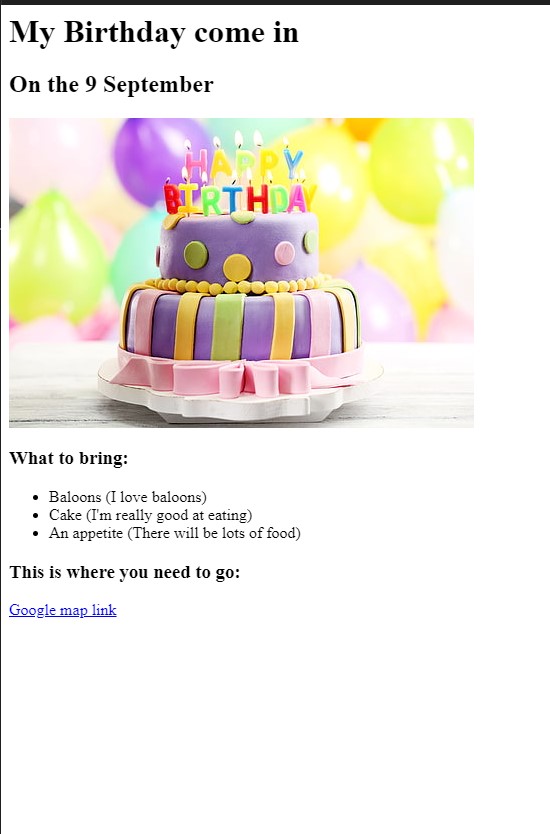 My Birthday come in
On the 9 September
HAPPY
BIRTHDAY
What to bring:
Baloons (I love baloons)
Cake (I'm really good at eating)
An appetite (There will be lots of food)
This is where you need to go:
Google map link